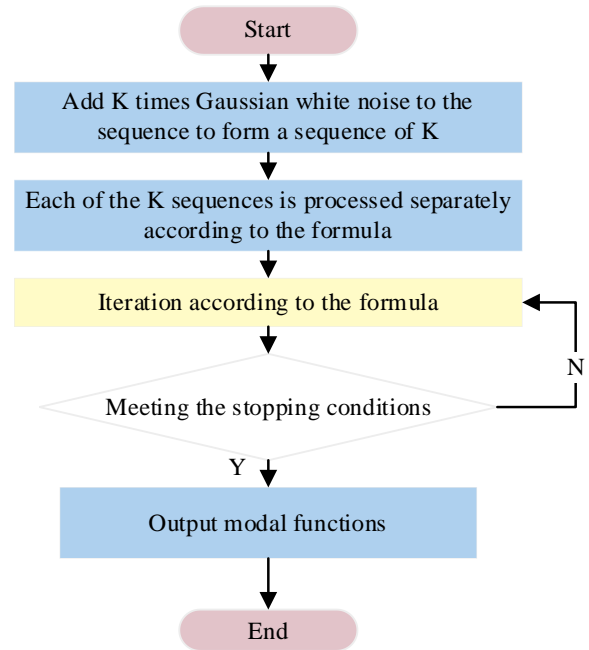 Start
Add K times Gaussian white noise to the
sequence to form a sequence of K
Each of the K sequences is processed separately
according to the formula
Iteration according to the formula
N
Meeting the stopping conditions
Y
Output modal functions
End